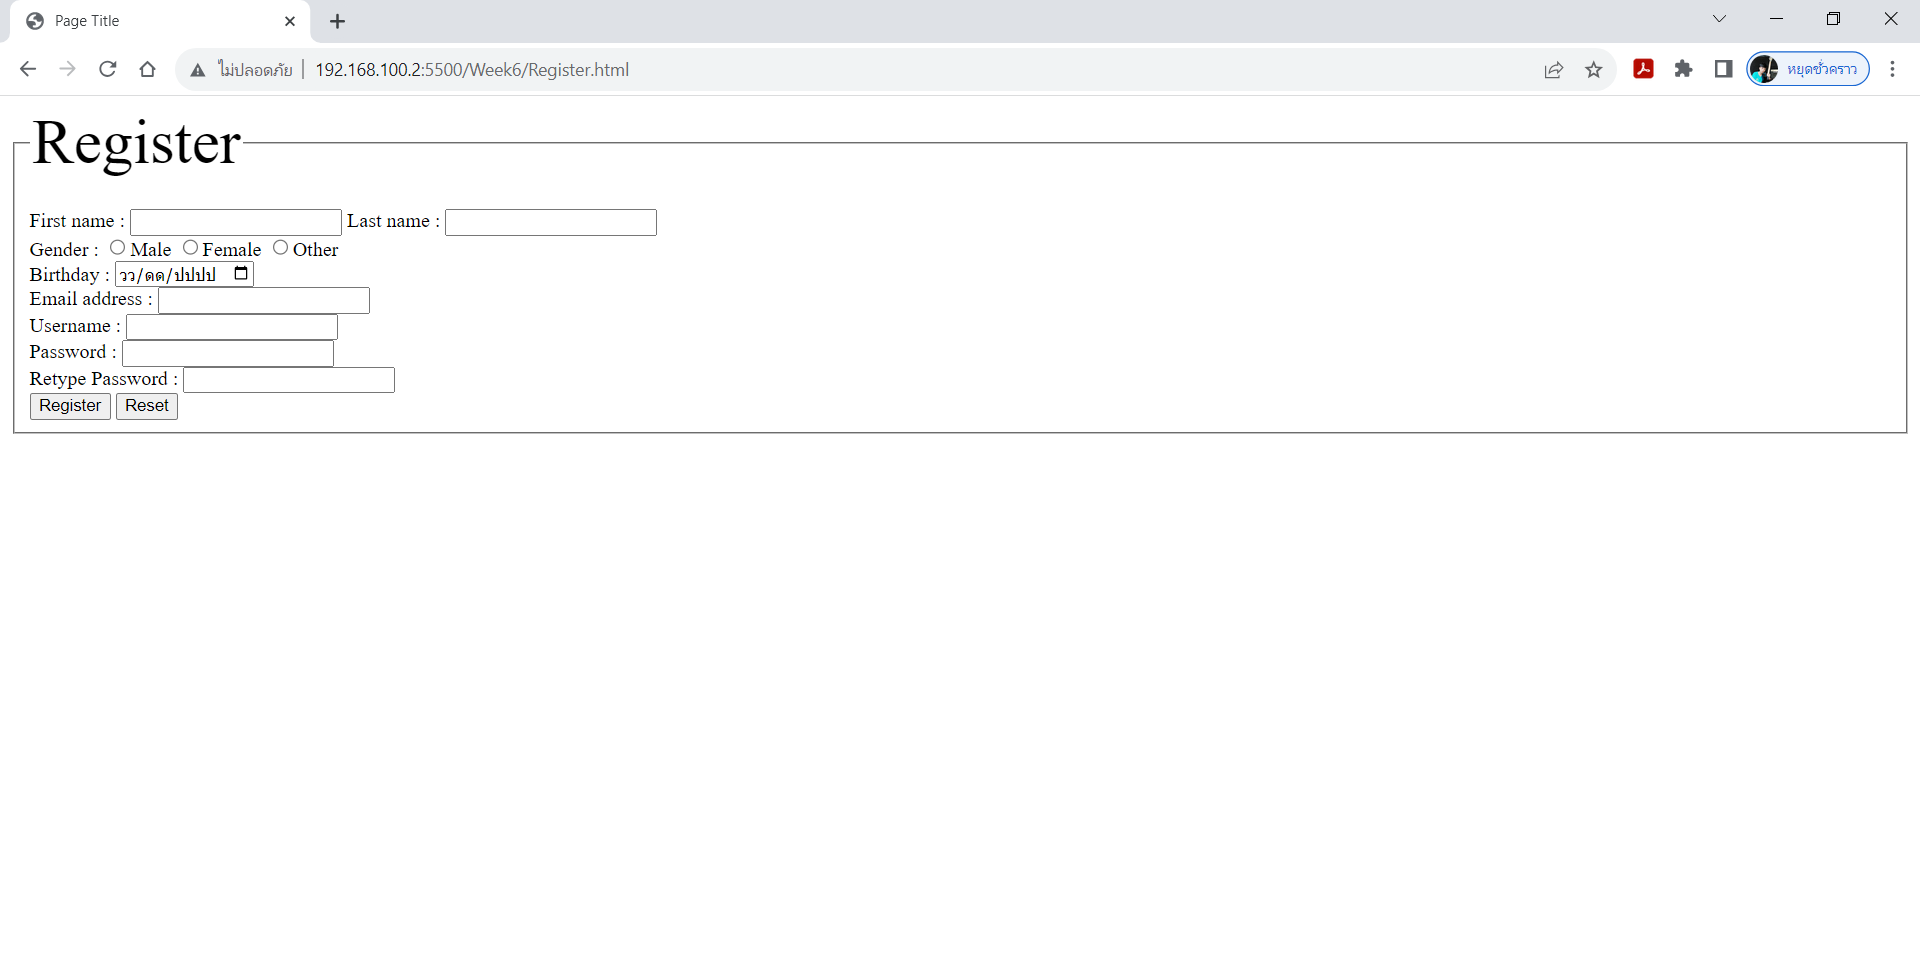 Page Title
ไม่ปลอดภัย | 192.168.100.2:5500/Week6/Register.html
หยุดชั่วคราว
Register
First name : Last name :
Gender : Male Female Other
Birthday : วว/ดด/ปปปป
Email address :
Username :
Password :
Retype Password :
Register Reset